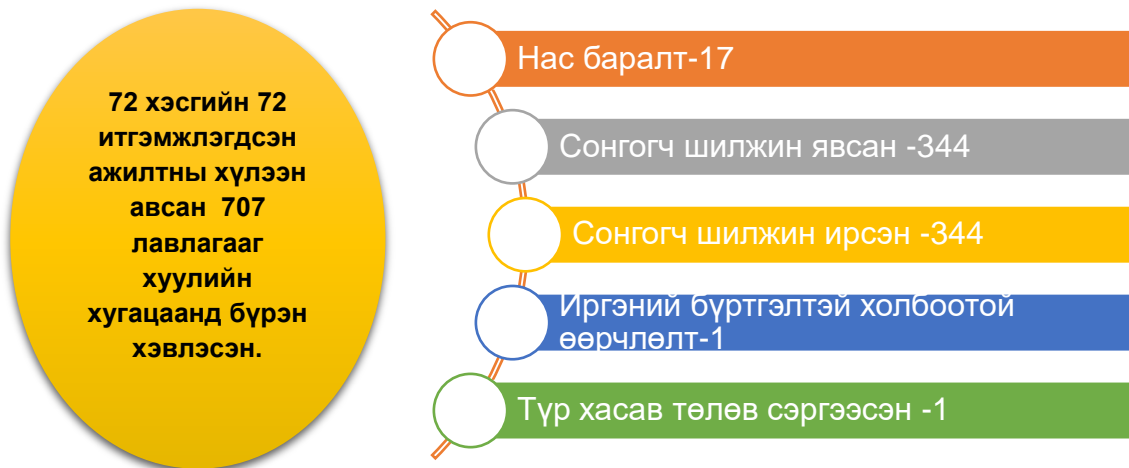 72 хэсгийн 72
итгэмжлэгдсэн
ажилтны хүлээн
авсан 707
лавлагааг
хуулийн
хугацаанд бүрэн
хэвлэсэн.
Нас баралт-17
Сонгогч шилжин явсан -344
Сонгогч шилжин ирсэн -344
Иргэний бүртгэлтэй холбоотой
өөрчлөлт-1
Түр хасав төлөв сэргээсэн -1